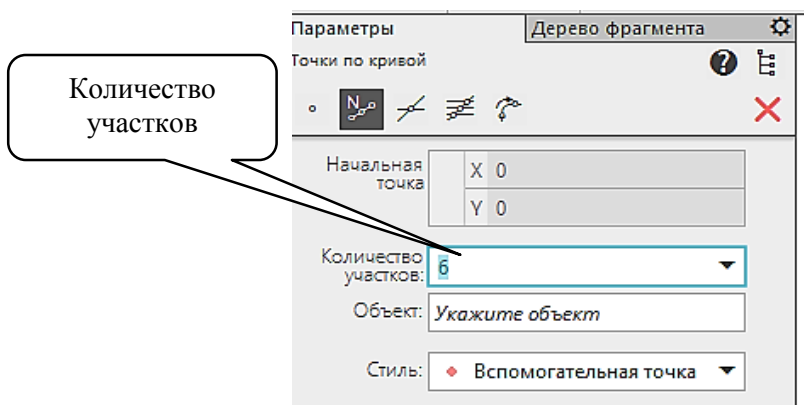 Параметры
Дерево фрагмента
Точки по кривой
Количество
участков
N
Начальная
точка
X 0
Y 0
Количество
участков:
6
Объект:
Укажите объект
Стиль:
Вспомогательная точка